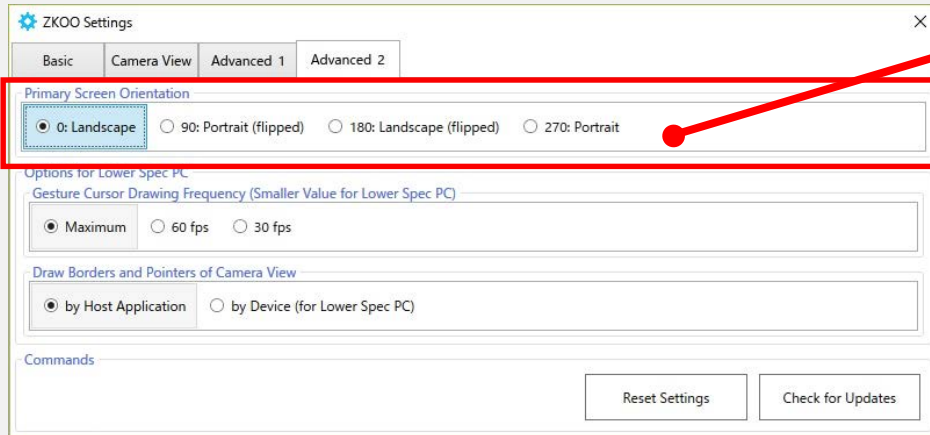 ZKOO Settings
Basic Camera View Advanced 1 Advanced 2
Primary Screen Orientation
0: Landscape 90: Portrait (flipped) 180: Landscape (flipped) 270: Portrait
Options for Lower Spec PC
Gesture Cursor Drawing Frequency (Smaller Value for Lower Spec PC)
Maximum 60 fps 30 fps
Draw Borders and Pointers of Camera View
by Host Application by Device (for Lower Spec PC)
Commands
Reset Settings Check for Updates